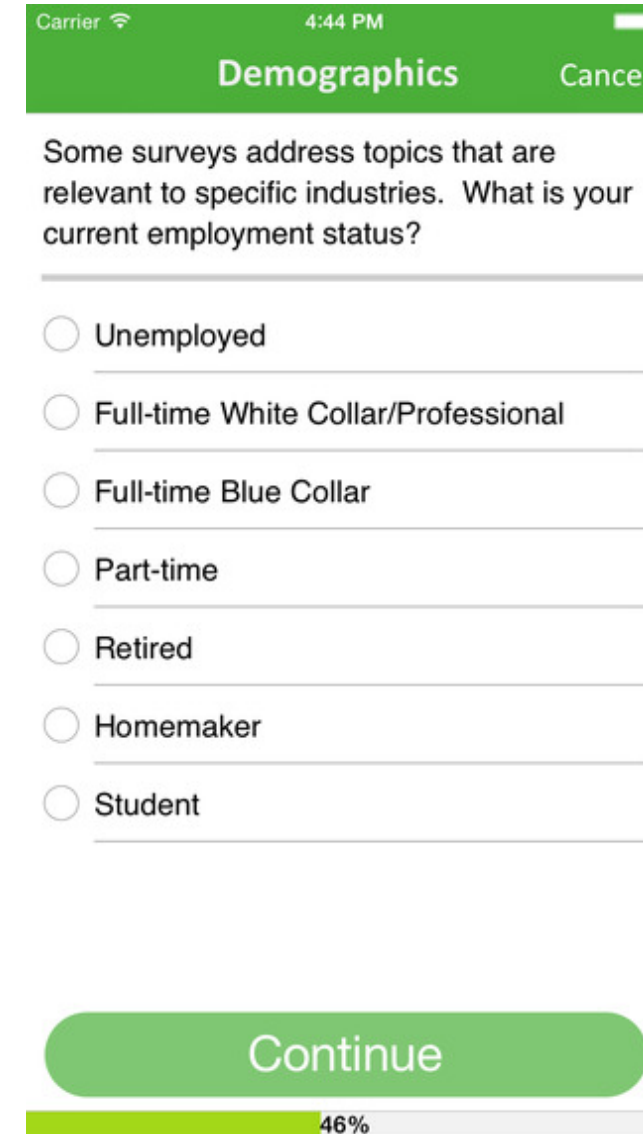 Carrier 4:44 PM
Demographics Cance
Some surveys address topics that are
relevant to specific industries.  What is your
current employment status?
Unemployed
Full-time White Collar/Professional
Full-time Blue Collar
Part-time
Retired
Homemaker
Student
Continue
46%